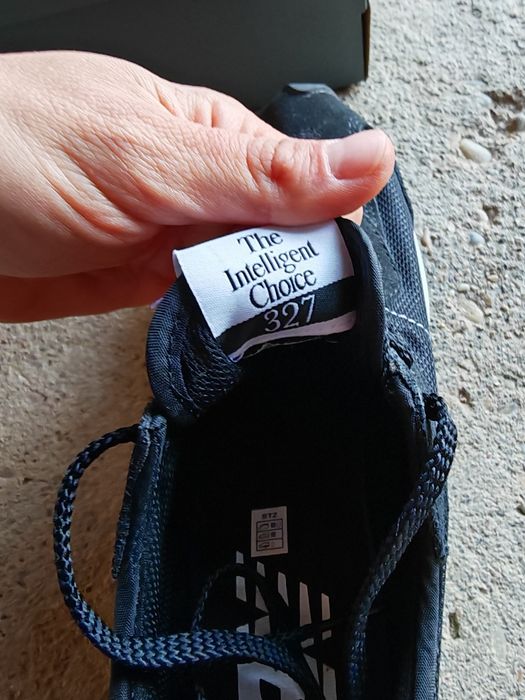 The
Intelligent
Choice
327